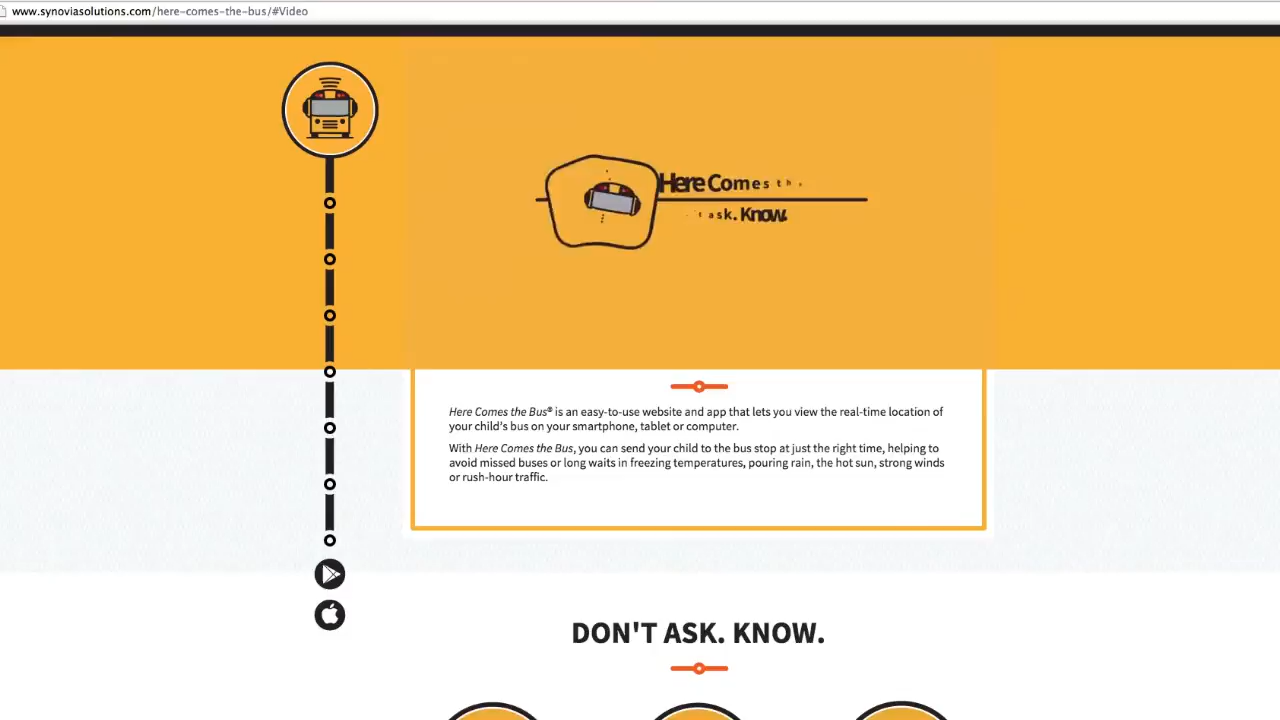 www.synoviasolutions.com/here-comes-the-bus/#Video
Here Comes th
t ask. Know.
Here Comes the Bus® is an easy-to-use website and app that lets you view the real-time location of
your child's bus on your smartphone, tablet or computer.
With Here Comes the Bus, you can send your child to the bus stop at just the right time, helping to
avoid missed buses or long waits in freezing temperatures, pouring rain, the hot sun, strong winds
or rush-hour traffic.
DON'T ASK. KNOW.